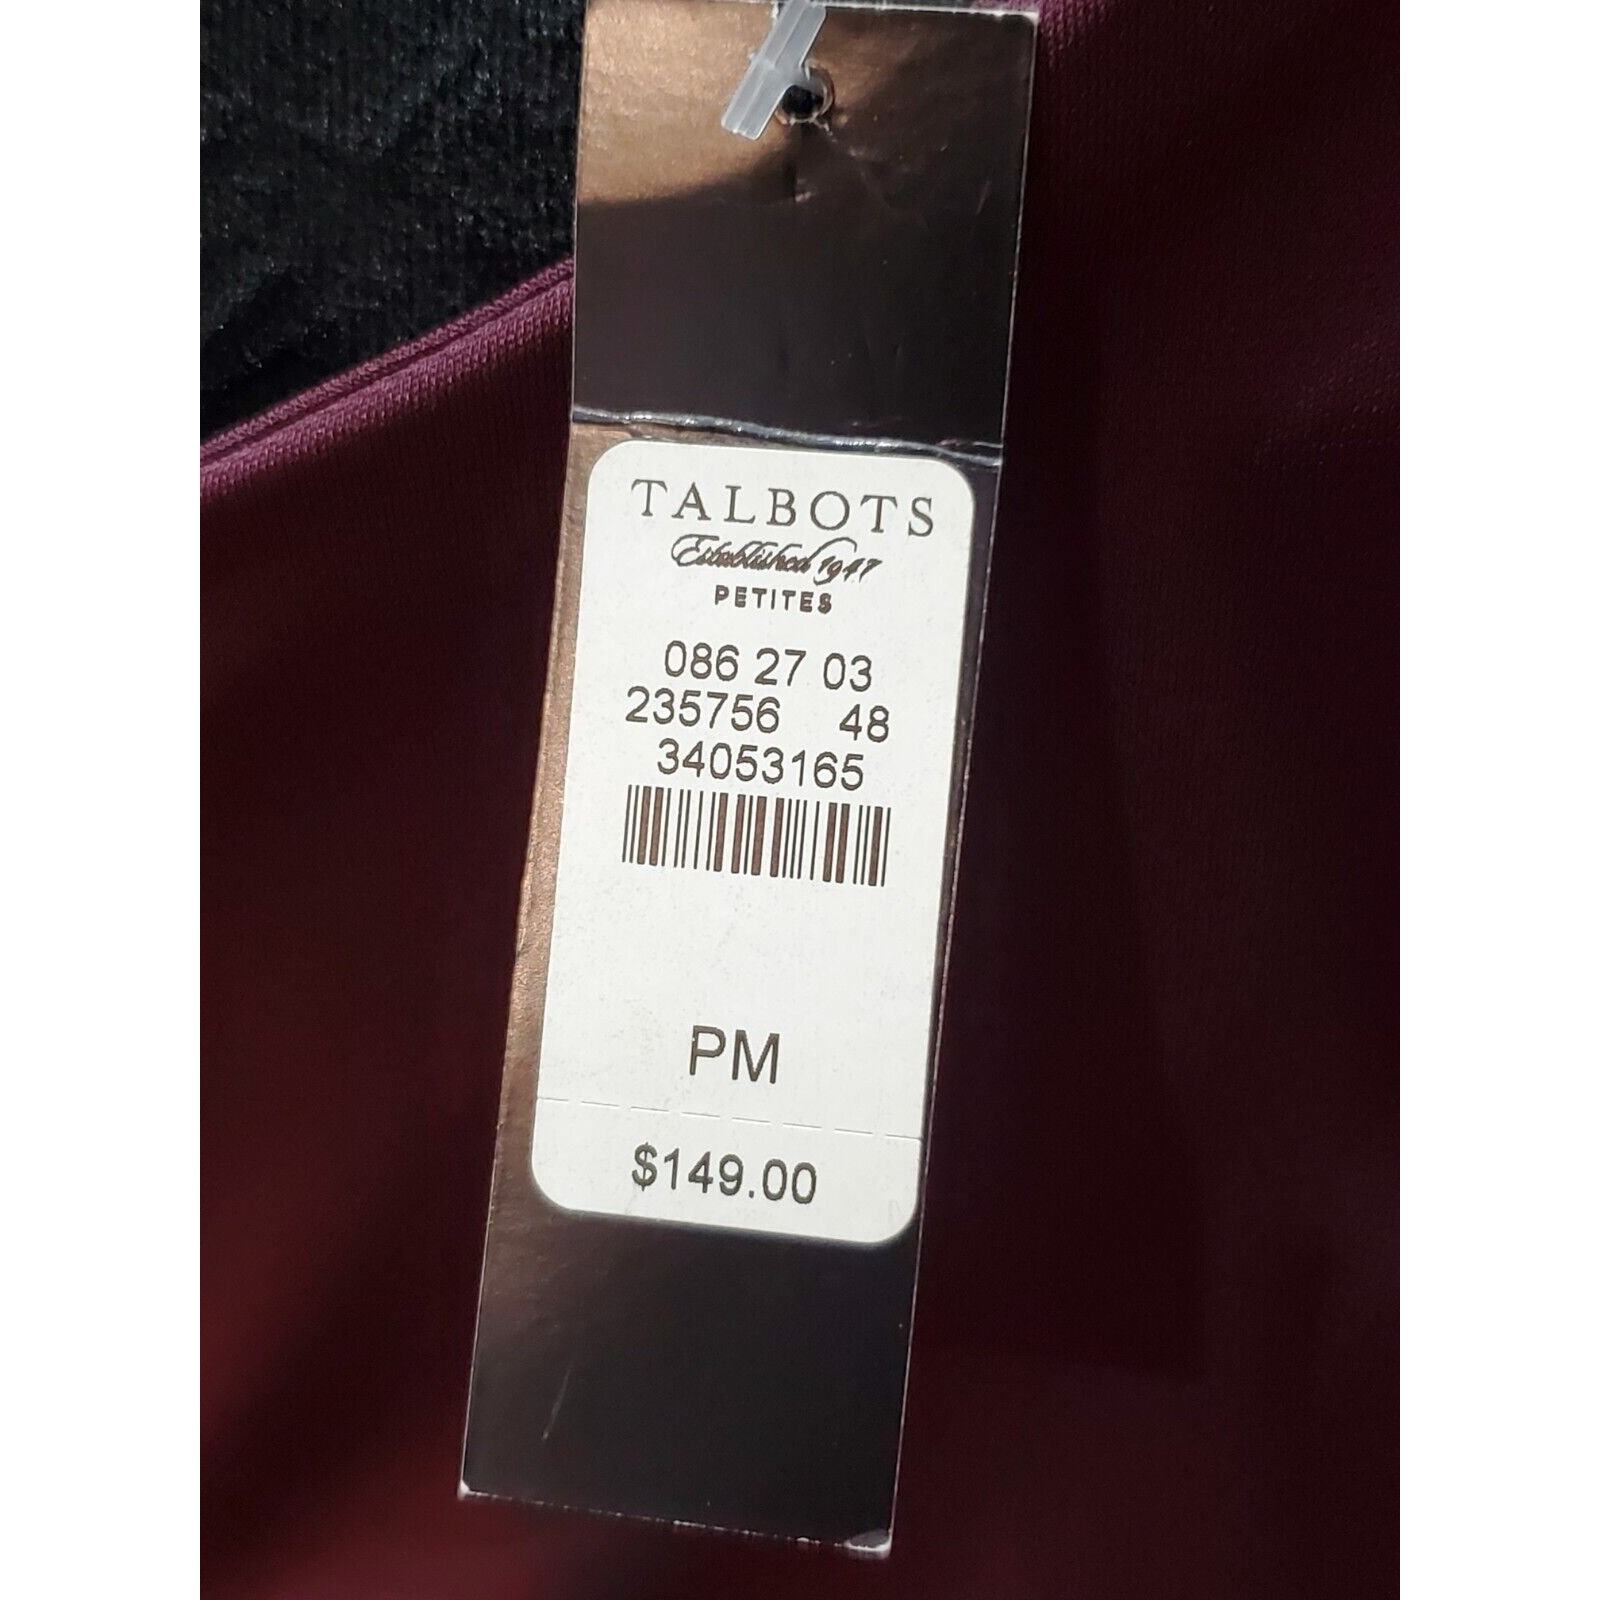 TALBOTS
Established 1947
PETITES
086 27 03
235756 48
34053165
PM
$149.00